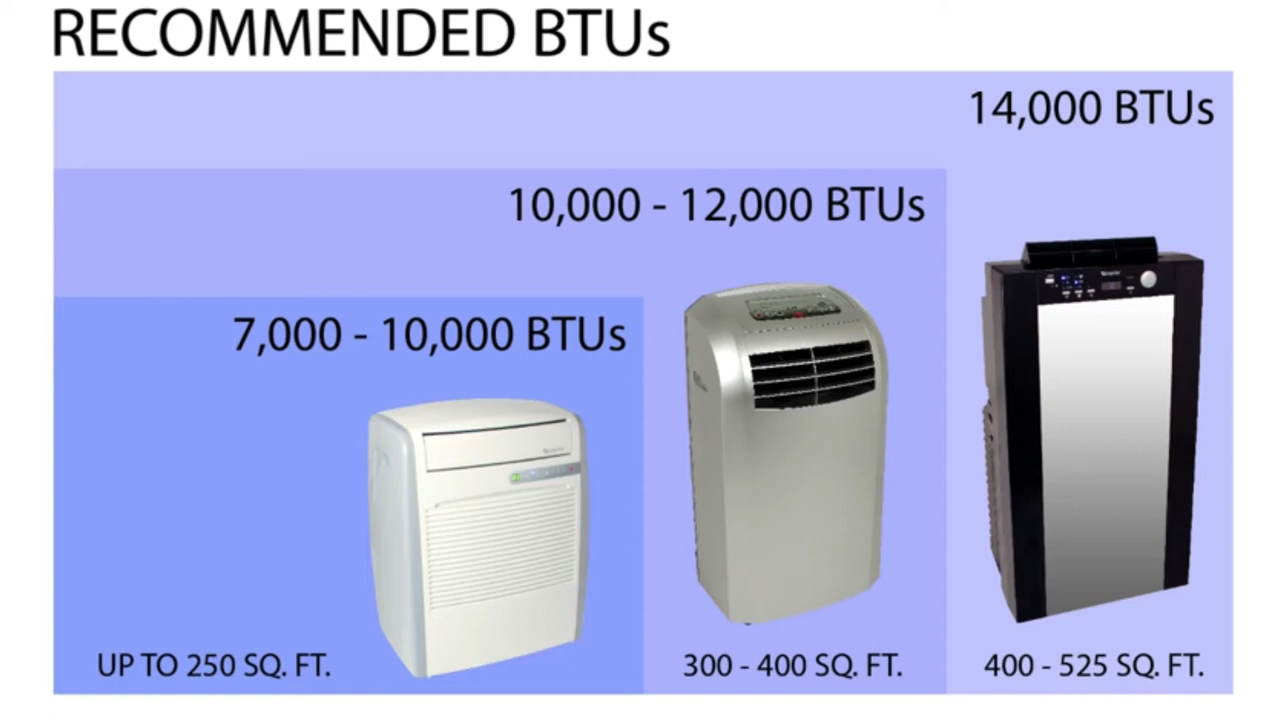 RECOMMENDED BTUs
14,000 BTUs
10,000 - 12,000 BTUs
7,000 - 10,000 BTUs
UP TO 250 SQ. FT.
300 - 400 SQ. FT.
400 - 525 SQ. FT.